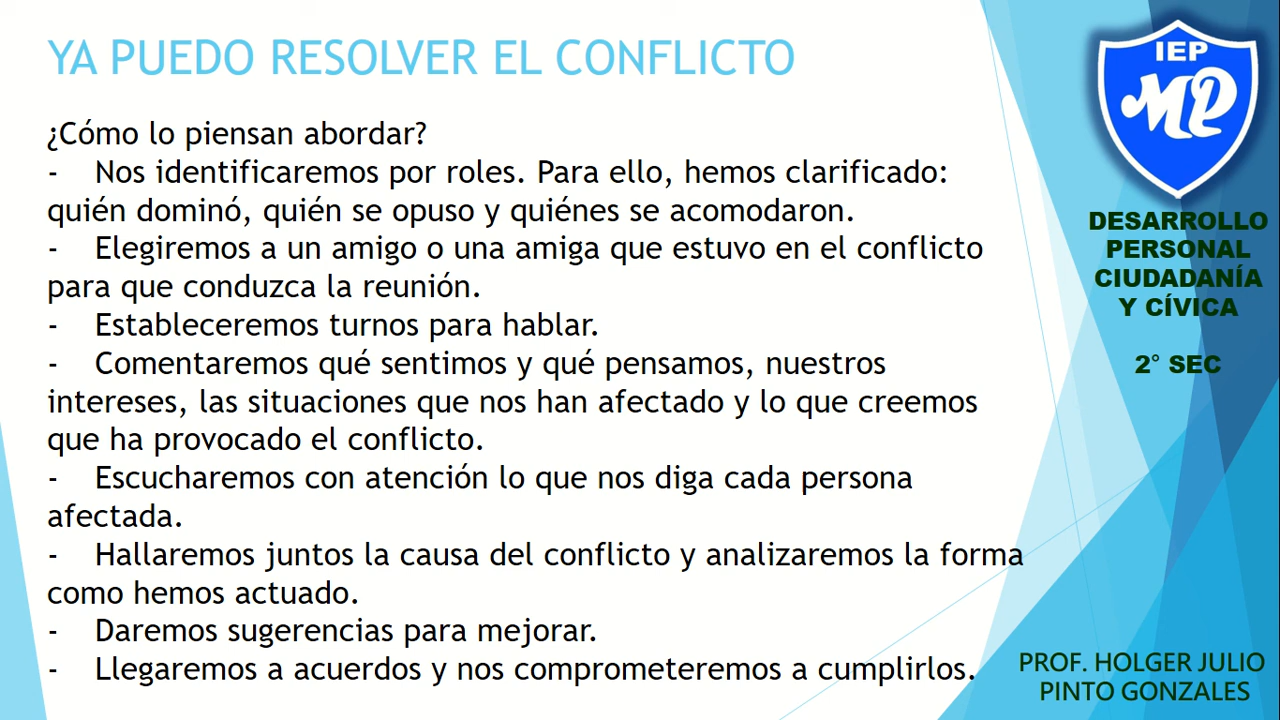 YA PUEDO RESOLVER EL CONFLICTO
¿Cómo lo piensan abordar?
- Nos identificaremos por roles. Para ello, hemos clarificado:
quién dominó, quién se opuso y quiénes se acomodaron.
- Elegiremos a un amigo o una amiga que estuvo en el conflicto
para que conduzca la reunión.
- Estableceremos turnos para hablar.
- Comentaremos qué sentimos y qué pensamos, nuestros
intereses, las situaciones que nos han afectado y lo que creemos
que ha provocado el conflicto.
- Escucharemos con atención lo que nos diga cada persona
afectada.
- Hallaremos juntos la causa del conflicto y analizaremos la forma
como hemos actuado.
- Daremos sugerencias para mejorar.
- Llegaremos a acuerdos y nos comprometeremos a cumplirlos.
IEP
MP
DESARROLLO
PERSONAL
CIUDADANÍA
Y CÍVICA
2° SEC
PROF. HOLGER JULIO
PINTO GONZALES